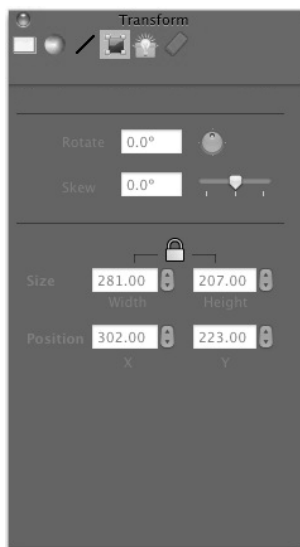 Transform
Rotate 0.0°
Skew 0.0°
Size 281.00 207.00
Width Height
Position 302.00 223.00
X Y